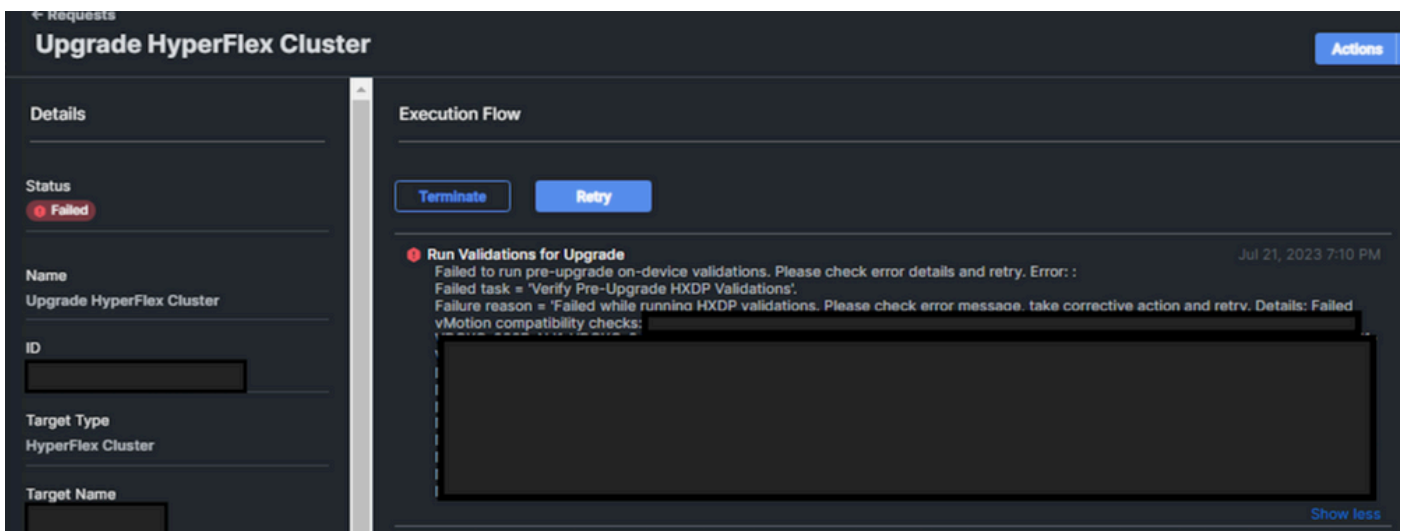 ← Requests
Upgrade HyperFlex Cluster
Actions
Details
Status
Failed
Name
Upgrade HyperFlex Cluster
ID
Target Type
HyperFlex Cluster
Target Name
Execution Flow
Terminate
Retry
Run Validations for Upgrade
Jul 21, 2023 7:10 PM
Failed to run pre-upgrade on-device validations. Please check error details and retry. Error: :
Failed task = 'Verify Pre-Upgrade HXDP Validations'.
Failure reason = 'Failed while running HXDP validations. Please check error message, take corrective action and retry. Details: Failed
vMotion compatibility checks:
Show less